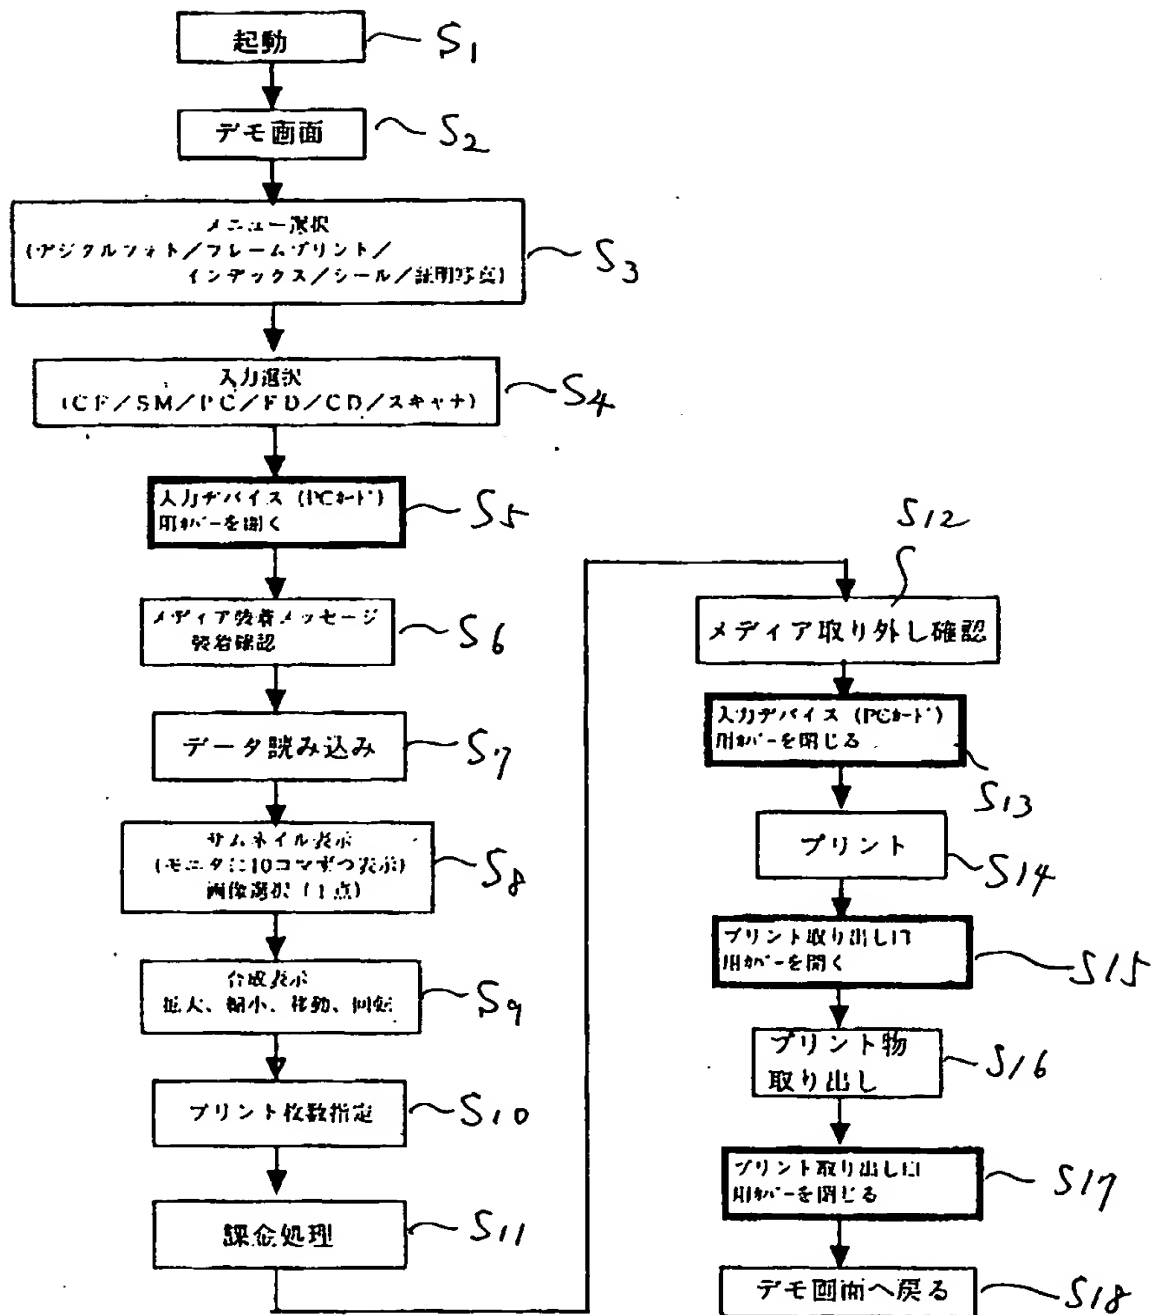 起動
S1
デモ画面
S2
メニュー選択
(デジタルフォト/フレームプリント/
インデックス/シール/証明写真)
S3
入力選択
(CF/SM/PC/FD/CD/スキャナ)
S4
入力デバイス (PCカード)
用カバーを開く
S5
メディア装着メッセージ
装着確認
S6
データ読み込み
S7
サムネイル表示
(モニタに10コマずつ表示)
画像選択 (1点)
S8
合成表示
拡大、縮小、移動、回転
S9
プリント枚数指定
S10
課金処理
S11
S12
メディア取り外し確認
入力デバイス (PCカード)
用カバーを閉じる
S13
プリント
S14
プリント取り出し口
用カバーを開く
S15
プリント物
取り出し
S16
プリント取り出し口
用カバーを閉じる
S17
デモ画面へ戻る
S18